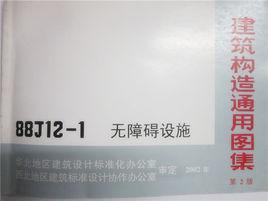 88J12-1 无障碍设施
华北地区建筑设计标准化办公室
西北地区建筑标准设计协作办公室
审定 2002 年
建筑构造通用图集
第 2 版